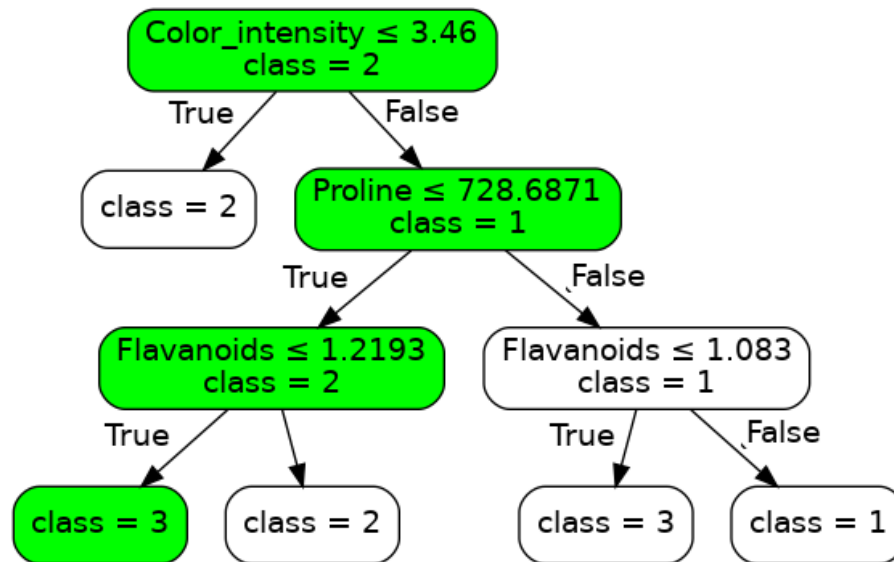 Color_intensity ≤ 3.46
class = 2
True
False
class = 2
Proline ≤ 728.6871
class = 1
True
False
Flavanoids ≤ 1.2193
class = 2
Flavanoids ≤ 1.083
class = 1
True
True
False
class = 3
class = 2
class = 3
class = 1